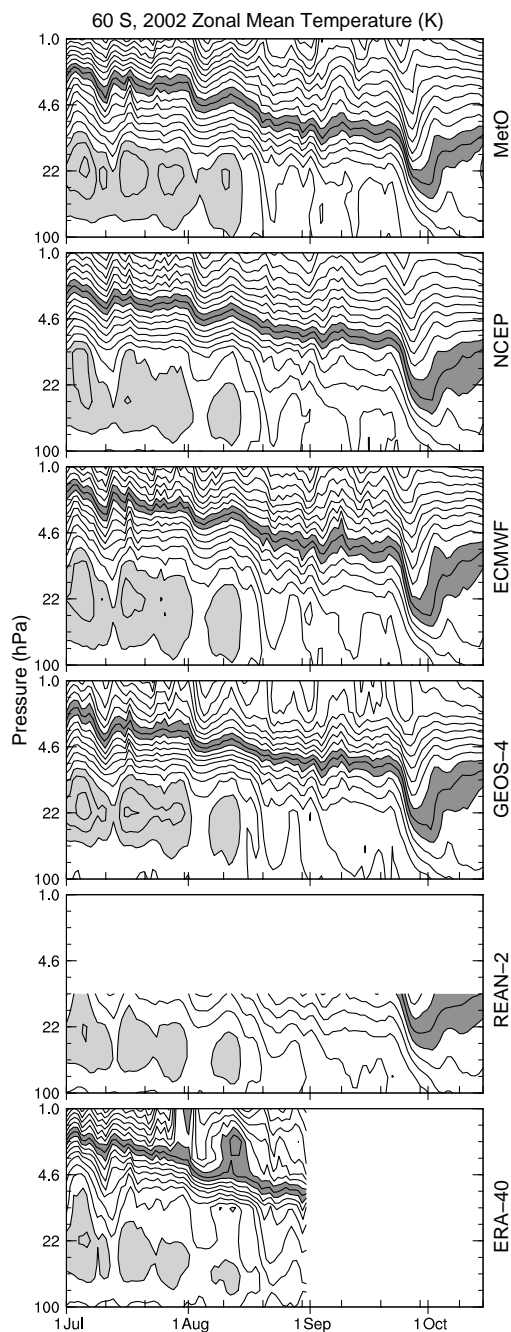 60 S, 2002 Zonal Mean Temperature (K)
1.0
4.6
22
100
MetO
1.0
4.6
22
100
NCEP
1.0
4.6
22
100
ECMWF
Pressure (hPa)
1.0
4.6
22
100
GEOS–4
1.0
4.6
22
100
REAN–2
1.0
4.6
22
100
ERA–40
1 Jul
1 Aug
1 Sep
1 Oct